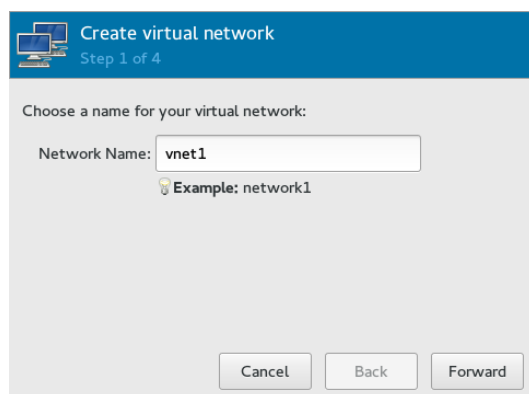 Create virtual network
Step 1 of 4
Choose a name for your virtual network:
Network Name: vnet1
Example: network1
Cancel Back Forward